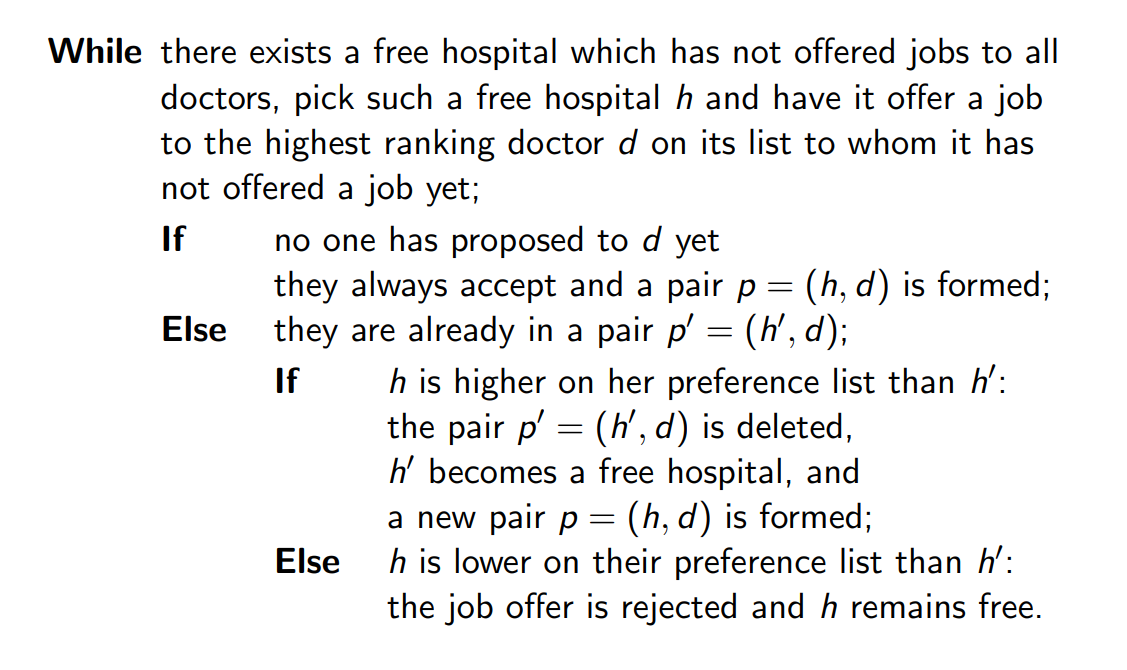 While there exists a free hospital which has not offered jobs to all
doctors, pick such a free hospital h and have it offer a job
to the highest ranking doctor d on its list to whom it has
not offered a job yet;
If no one has proposed to d yet
they always accept and a pair p = (h, d) is formed;
Else they are already in a pair p′ = (h′, d);
If h is higher on her preference list than h′:
the pair p′ = (h′, d) is deleted,
h′ becomes a free hospital, and
a new pair p = (h, d) is formed;
Else h is lower on their preference list than h′:
the job offer is rejected and h remains free.